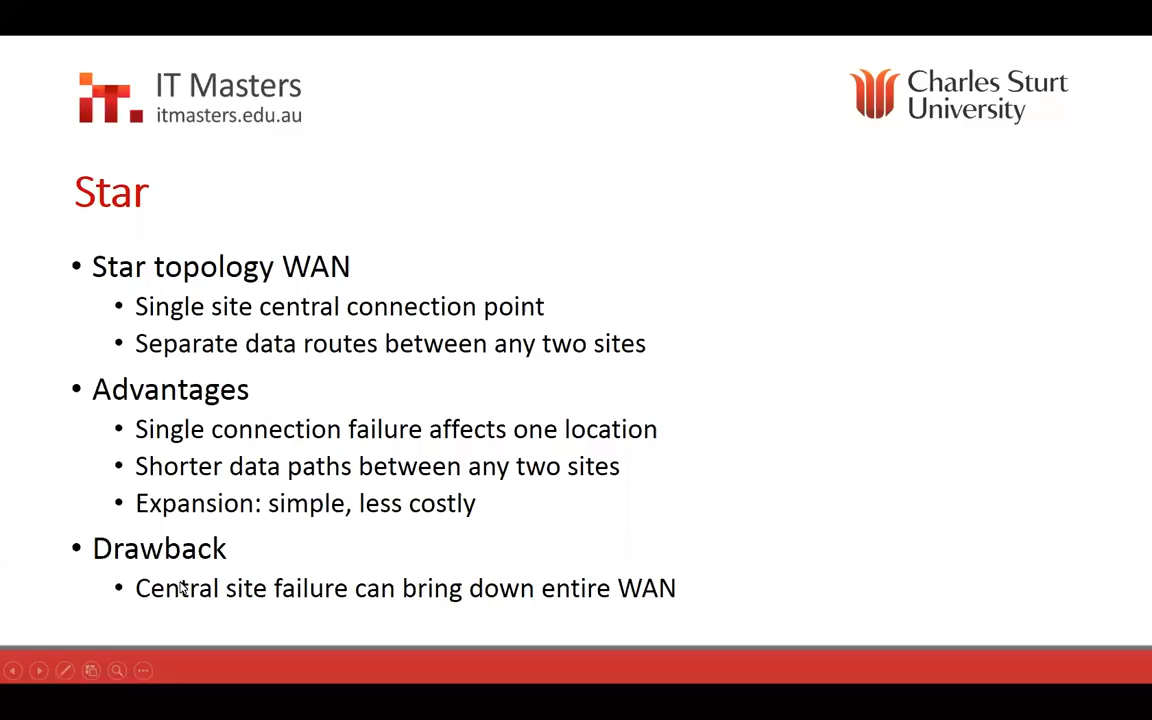 IT Masters
itmasters.edu.au
Charles Sturt
University
Star
• Star topology WAN
• Single site central connection point
• Separate data routes between any two sites
• Advantages
• Single connection failure affects one location
• Shorter data paths between any two sites
• Expansion: simple, less costly
• Drawback
• Central site failure can bring down entire WAN